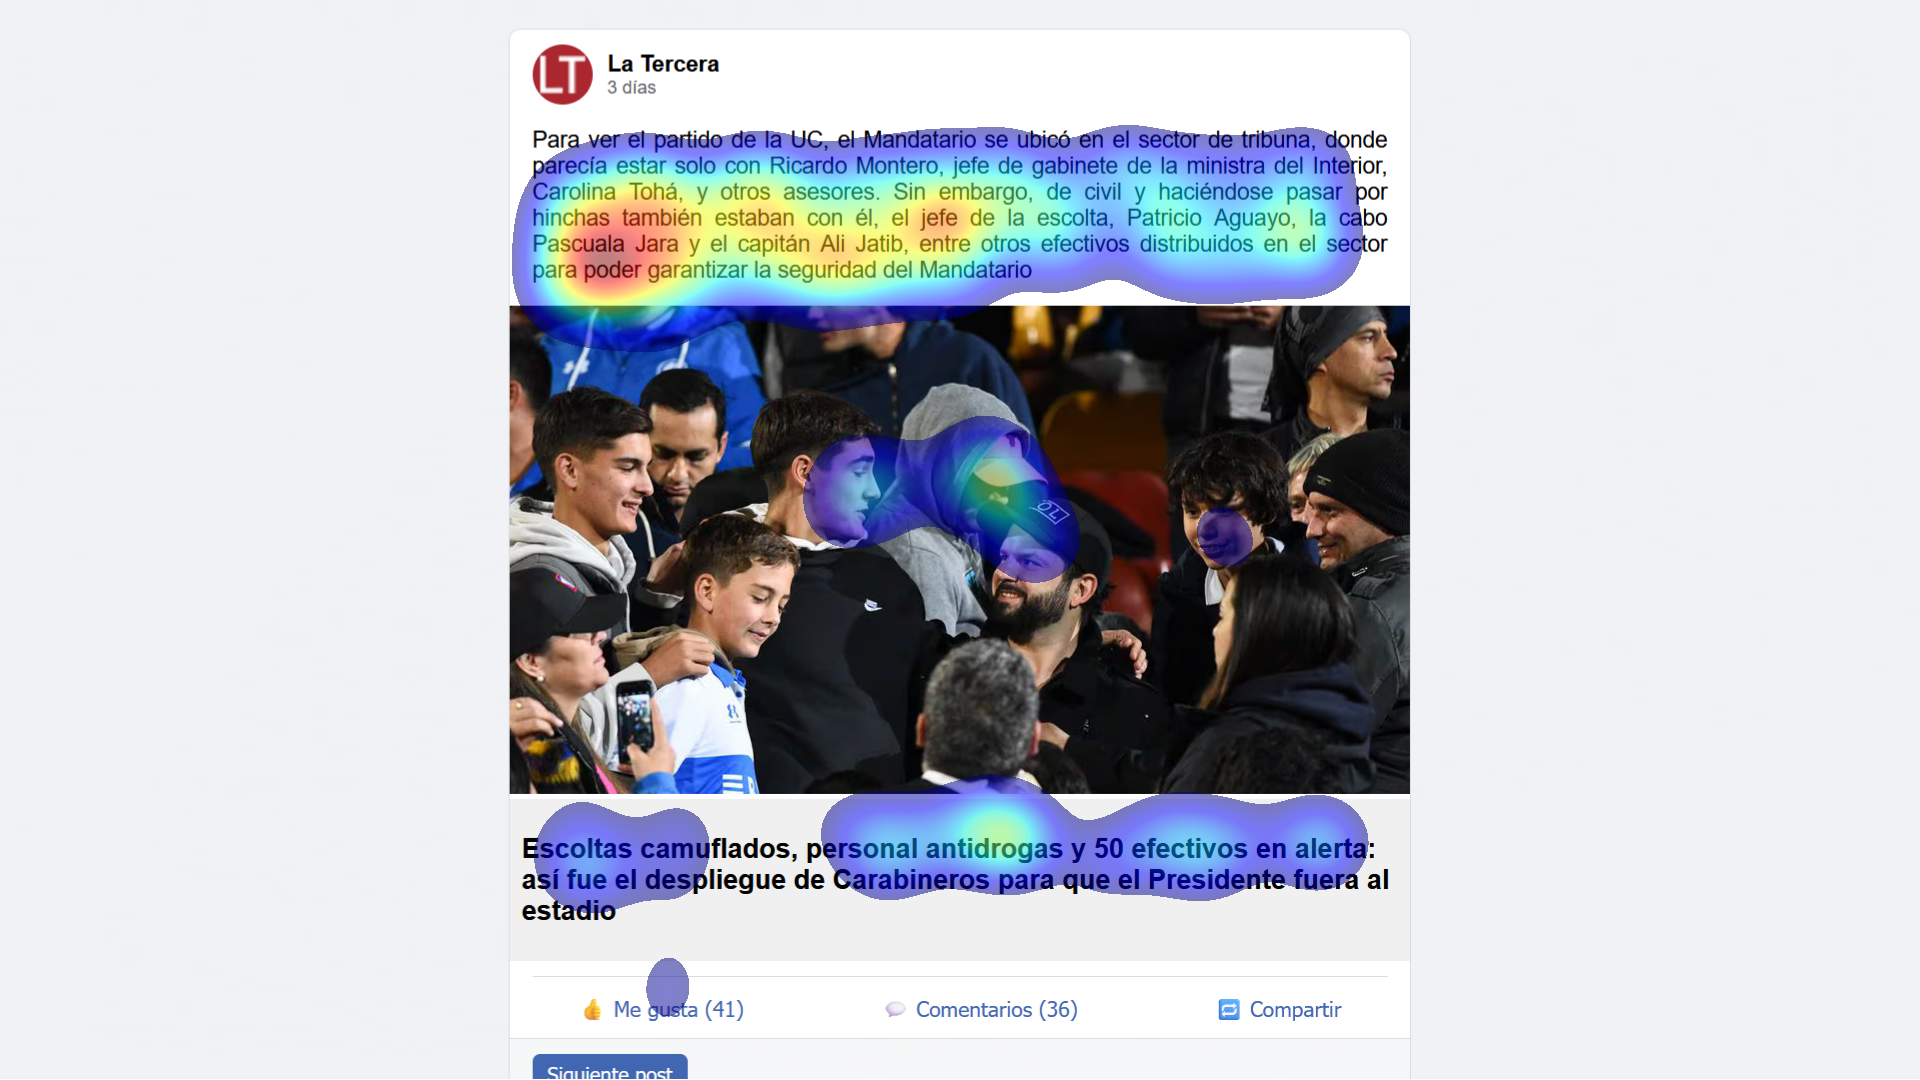 LT
La Tercera
3 días
Para ver el partido de la UC, el Mandatario se ubicó en el sector de tribuna, donde
parecía estar solo con Ricardo Montero, jefe de gabinete de la ministra del Interior,
Carolina Tohá, y otros asesores. Sin embargo, de civil y haciéndose pasar por
hinchas también estaban con él, el jefe de la escolta, Patricio Aguayo, la cabo
Pascuala Jara y el capitán Ali Jatib, entre otros efectivos distribuidos en el sector
para poder garantizar la seguridad del Mandatario
Escoltas camuflados, personal antidrogas y 50 efectivos en alerta:
así fue el despliegue de Carabineros para que el Presidente fuera al
estadio
Me gusta (41) Comentarios (36) Compartir
Siguiente post